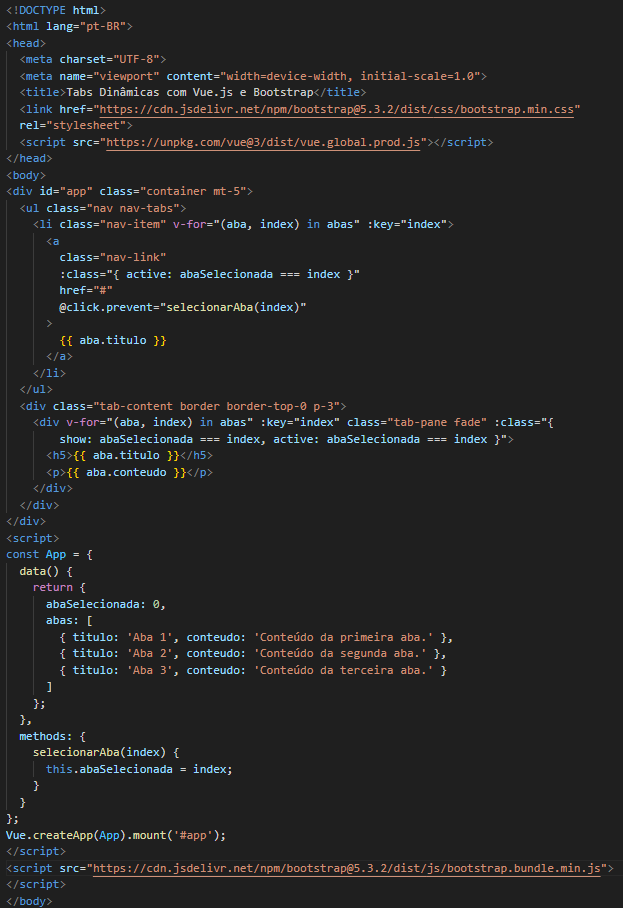 <!DOCTYPE html>
<html lang="pt-BR">
<head>
  <meta charset="UTF-8">
  <meta name="viewport" content="width=device-width, initial-scale=1.0">
  <title>Tabs Dinâmicas com Vue.js e Bootstrap</title>
  <link href="https://cdn.jsdelivr.net/npm/bootstrap@5.3.2/dist/css/bootstrap.min.css"
  rel="stylesheet">
  <script src="https://unpkg.com/vue@3/dist/vue.global.prod.js"></script>
</head>
<body>
<div id="app" class="container mt-5">
  <ul class="nav nav-tabs">
    <li class="nav-item" v-for="(aba, index) in abas" :key="index">
      <a
        class="nav-link"
        :class="{ active: abaSelecionada === index }"
        href="#"
        @click.prevent="selecionarAba(index)"
      >
        {{ aba.titulo }}
      </a>
    </li>
  </ul>
  <div class="tab-content border border-top-0 p-3">
    <div v-for="(aba, index) in abas" :key="index" class="tab-pane fade" :class="{
        show: abaSelecionada === index, active: abaSelecionada === index }">
      <h5>{{ aba.titulo }}</h5>
      <p>{{ aba.conteudo }}</p>
    </div>
  </div>
</div>
<script>
const App = {
  data() {
    return {
      abaSelecionada: 0,
      abas: [
        { titulo: 'Aba 1', conteudo: 'Conteúdo da primeira aba.' },
        { titulo: 'Aba 2', conteudo: 'Conteúdo da segunda aba.' },
        { titulo: 'Aba 3', conteudo: 'Conteúdo da terceira aba.' }
      ]
    };
  },
  methods: {
    selecionarAba(index) {
      this.abaSelecionada = index;
    }
  }
};
Vue.createApp(App).mount('#app');
</script>
<script src="https://cdn.jsdelivr.net/npm/bootstrap@5.3.2/dist/js/bootstrap.bundle.min.js">
</script>
</body>